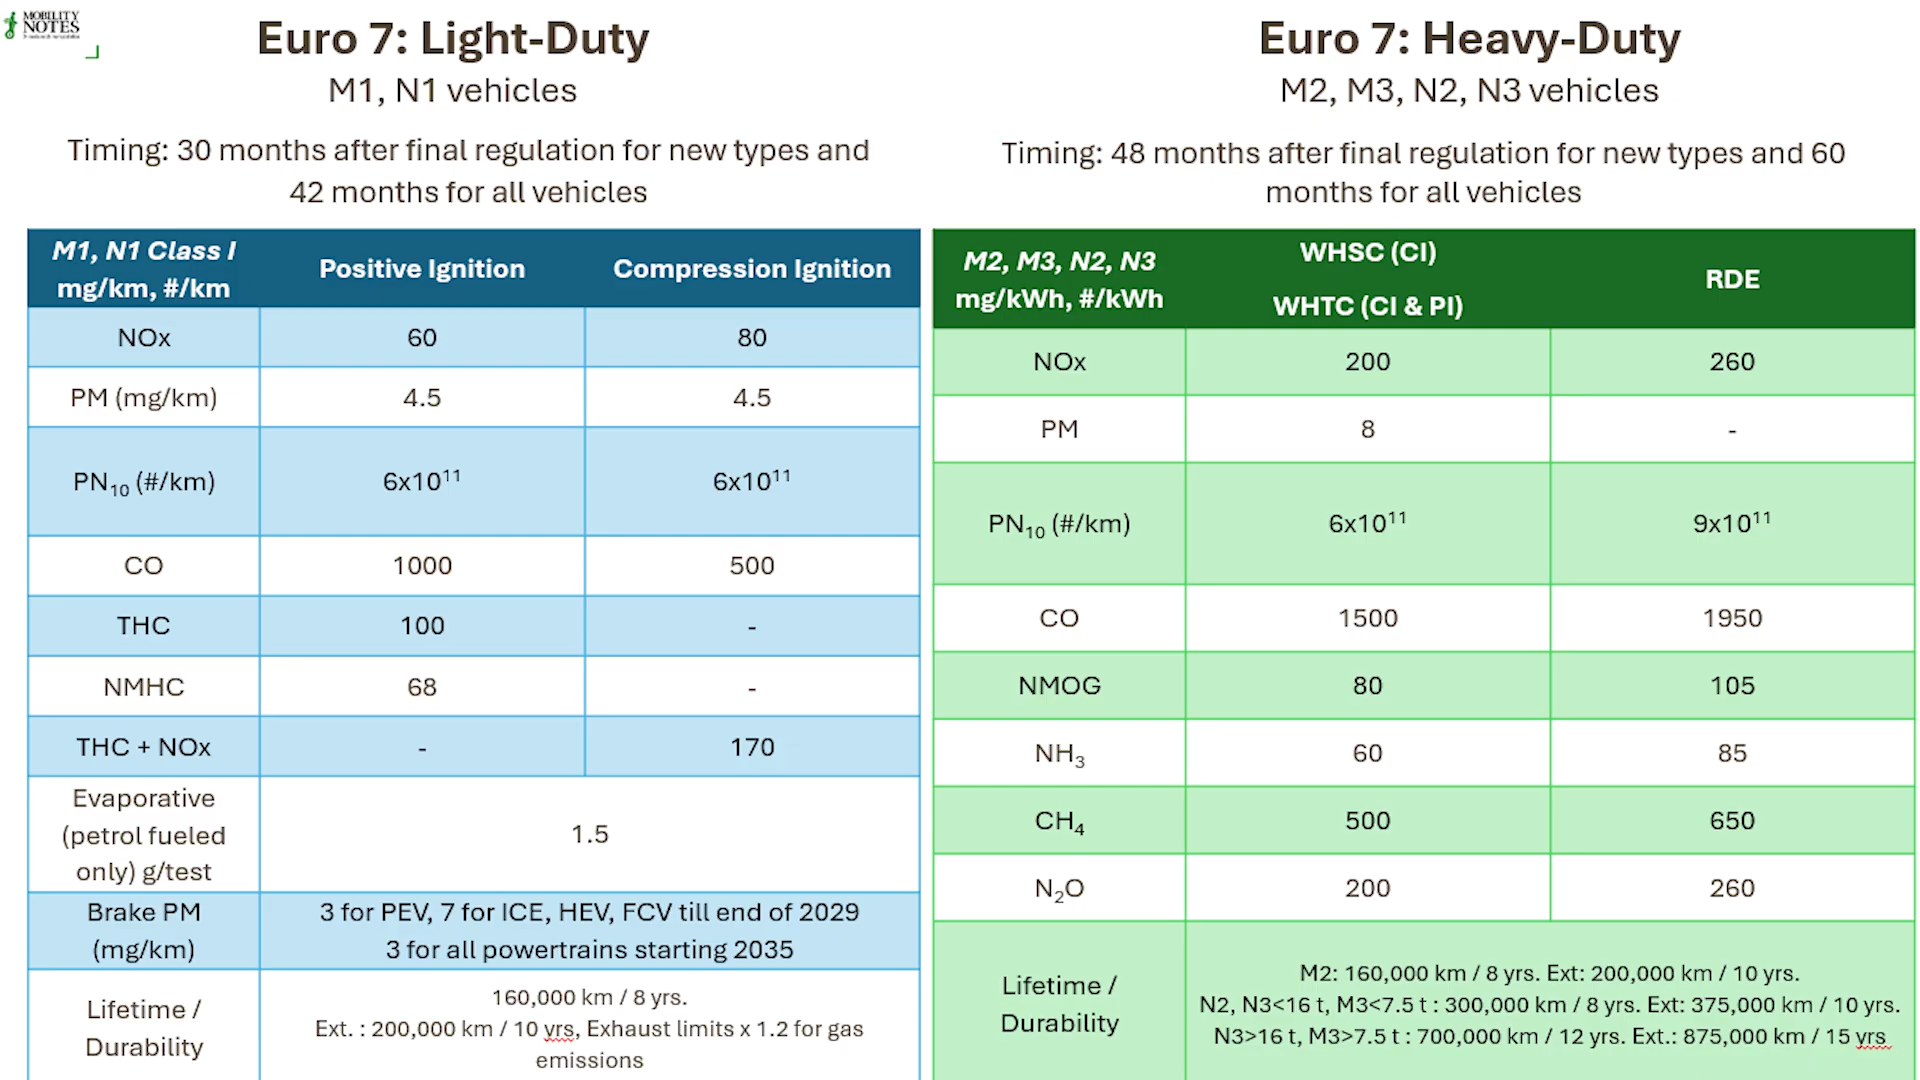 MOBILITY
NOTES
Euro 7: Light-Duty
M1, N1 vehicles
Timing: 30 months after final regulation for new types and
42 months for all vehicles
M1, N1 Class I
mg/km, #/km
Positive Ignition
Compression Ignition
NOx
60
80
PM (mg/km)
4.5
4.5
PN₁₀ (#/km)
6x10¹¹
6x10¹¹
CO
1000
500
THC
100
-
NMHC
68
-
THC + NOx
-
170
Evaporative
(petrol fueled
only) g/test
1.5
Brake PM
(mg/km)
3 for PEV, 7 for ICE, HEV, FCV till end of 2029
3 for all powertrains starting 2035
Lifetime /
Durability
160,000 km / 8 yrs.
Ext. : 200,000 km / 10 yrs, Exhaust limits x 1.2 for gas
emissions
Euro 7: Heavy-Duty
M2, M3, N2, N3 vehicles
Timing: 48 months after final regulation for new types and 60
months for all vehicles
M2, M3, N2, N3
mg/kWh, #/kWh
WHSC (CI)
WHTC (CI & PI)
RDE
NOx
200
260
PM
8
-
PN₁₀ (#/km)
6x10¹¹
9x10¹¹
CO
1500
1950
NMOG
80
105
NH₃
60
85
CH₄
500
650
N₂O
200
260
Lifetime /
Durability
M2: 160,000 km / 8 yrs. Ext: 200,000 km / 10 yrs.
N2, N3<16 t, M3<7.5 t : 300,000 km / 8 yrs. Ext: 375,000 km / 10 yrs.
N3>16 t, M3>7.5 t : 700,000 km / 12 yrs. Ext.: 875,000 km / 15 yrs